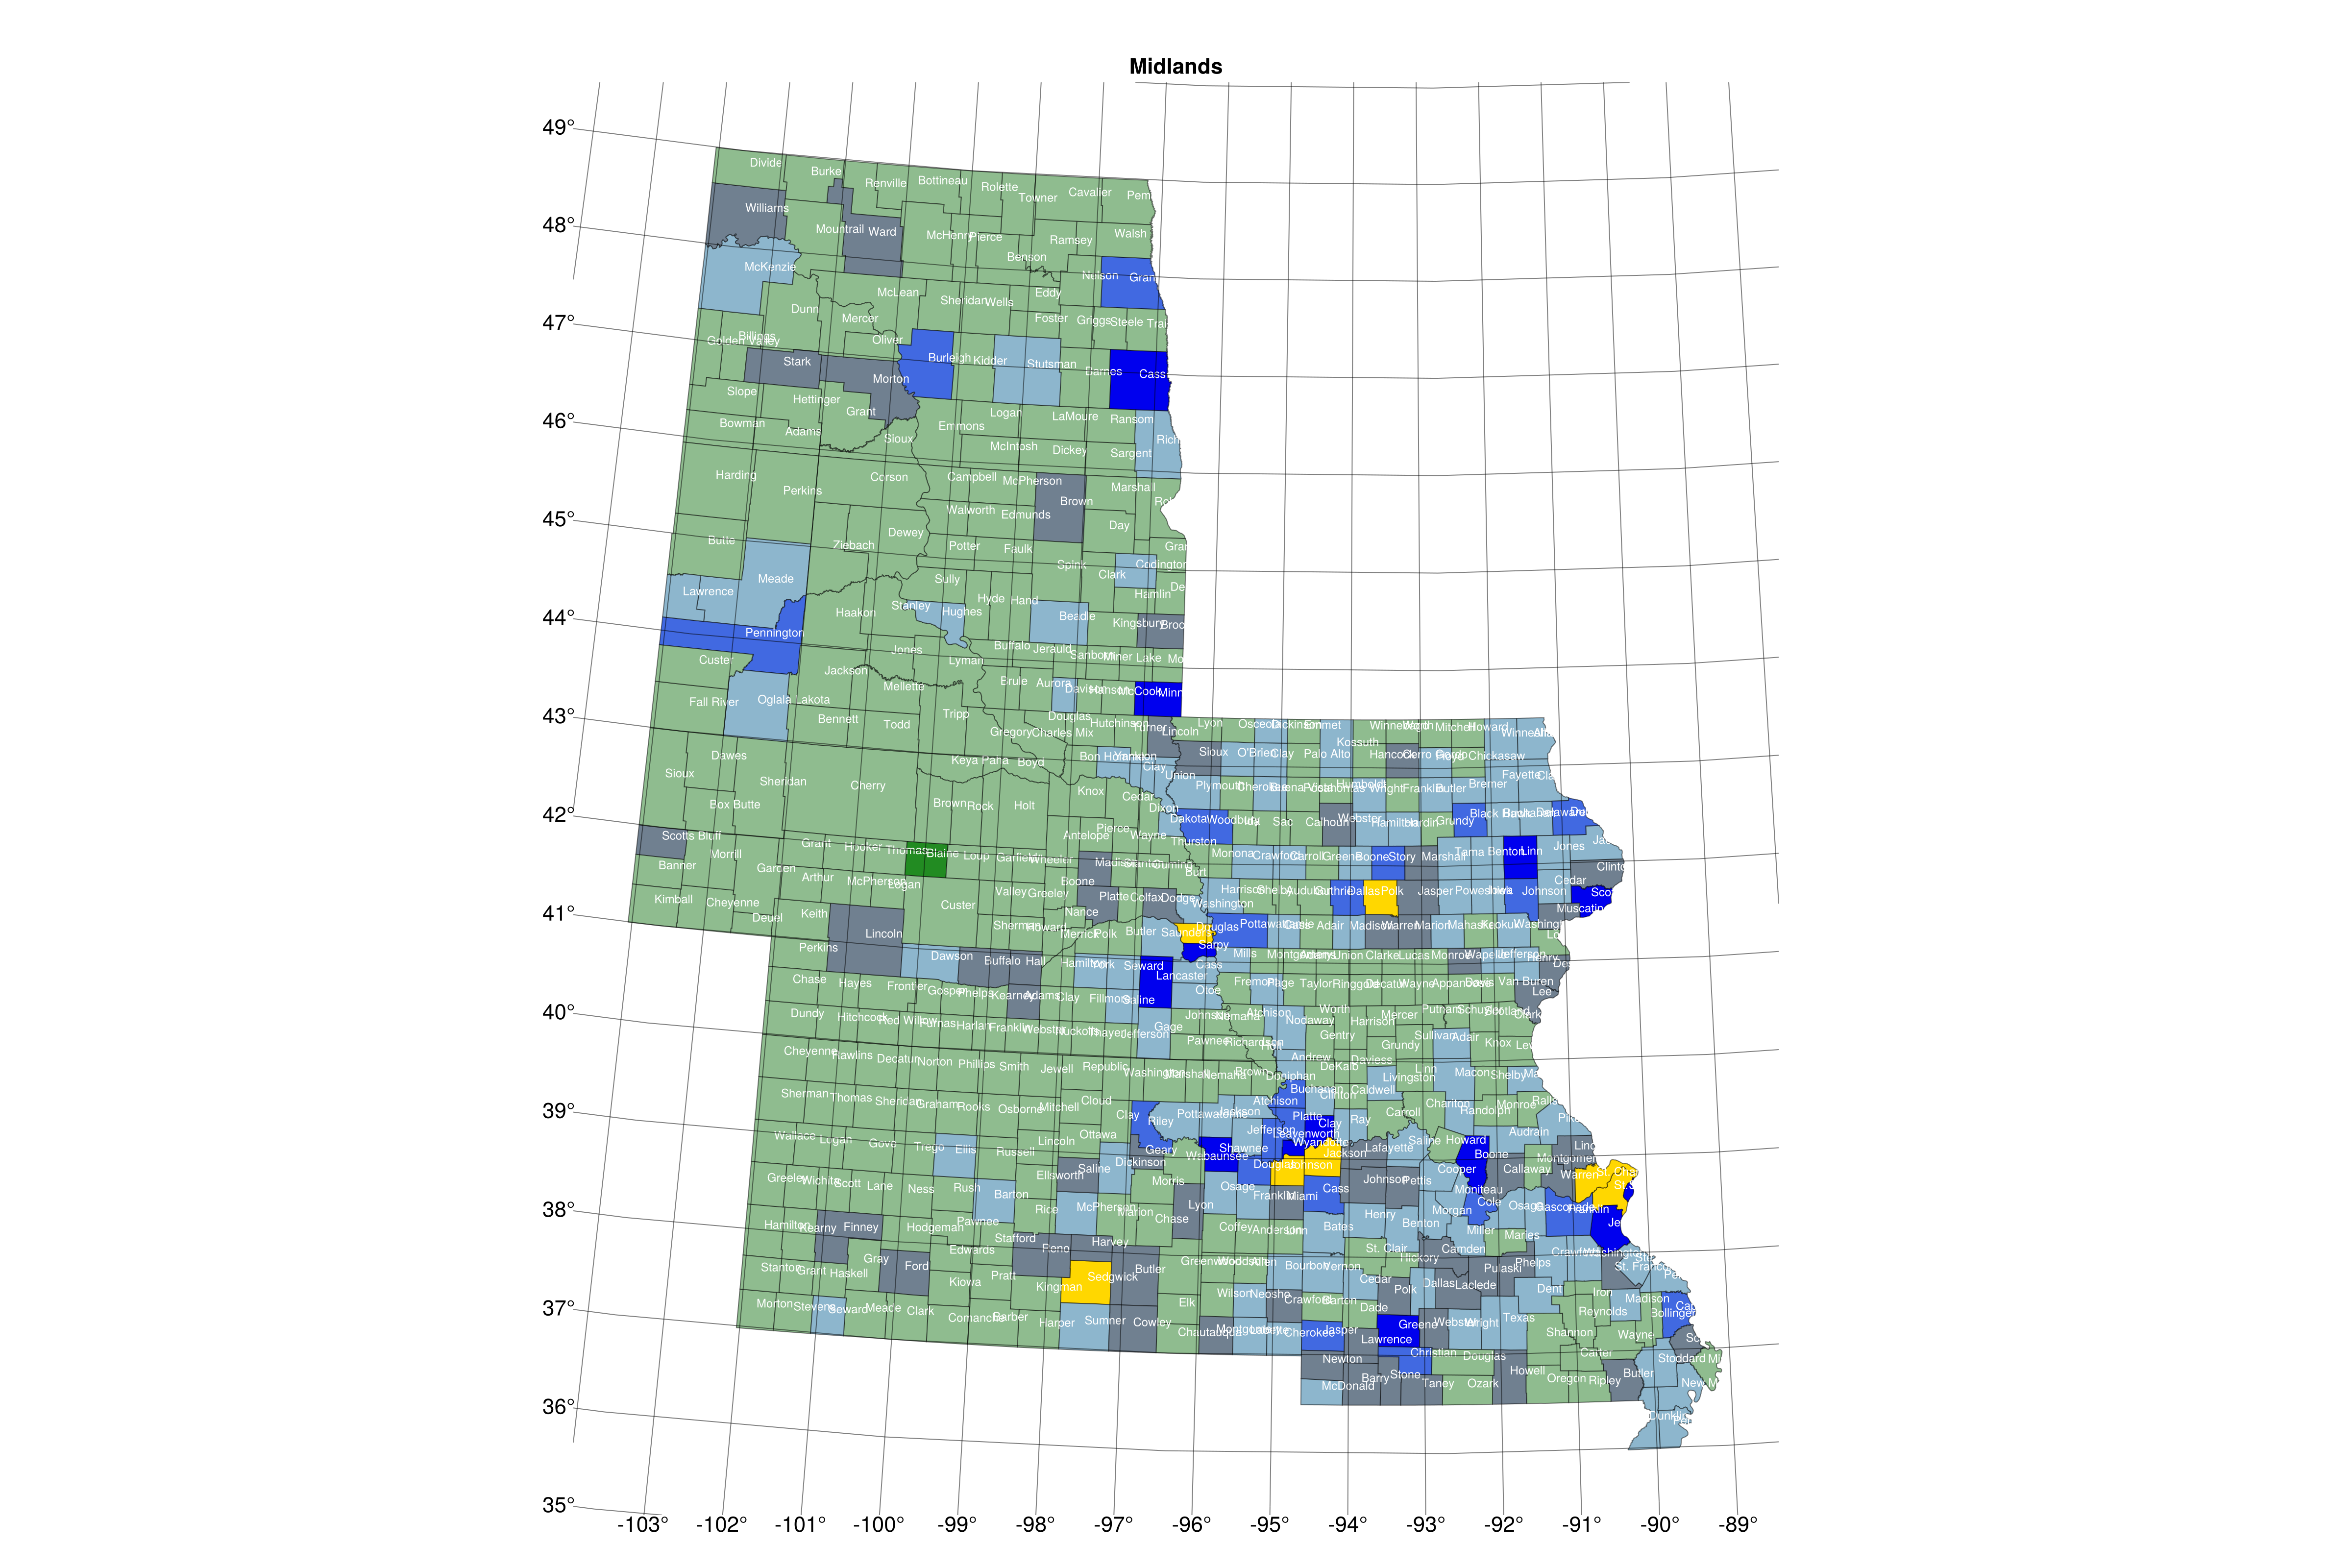 Midlands
49°
48°
47°
46°
45°
44°
43°
42°
41°
40°
39°
38°
37°
36°
35°
-103° -102° -101° -100° -99° -98° -97° -96° -95° -94° -93° -92° -91° -90° -89°
Divide Burke Renville Bottineau Rolette Towner Cavalier Pem
Williams Mountrail Ward McHenry Pierce Benson Ramsey Walsh
McKenzie McLean Sheridan Wells Eddy Nelson Gran
Dunn Mercer Foster Griggs Steele Trai
Billings Golden Valley Oliver
Stark Morton Burleigh Kidder Stutsman Barnes Cass
Slope Hettinger Grant Logan LaMoure Ransom
Bowman Adams Sioux Emmons McIntosh Dickey Sargent Rich
Harding Perkins Corson Campbell McPherson Brown Marshall
Walworth Edmunds Day
Butte Ziebach Dewey Potter Faulk Spink Clark Codington Gran
Meade Sully Hamlin De
Lawrence Haakon Stanley Hughes Hyde Hand Beadle Kingsbury Broo
Pennington Jones Lyman Buffalo Jerauld Sanborn Miner Lake Mo
Custer Jackson Mellette Brule Aurora Davison Hanson McCook Minn
Fall River Oglala Lakota Bennett Todd Tripp Gregory Charles Mix Douglas Hutchinson Turner Lincoln
Bon Homme Yankton Clay Union
Lyon Osceola Dickinson Emmet Winnebago Worth Mitchell Howard
Sioux O'Brien Clay Palo Alto Kossuth Hancock Cerro Gordo Floyd Chickasaw
Plymouth Cherokee Buena Vista Pocahontas Humboldt Wright Franklin Butler Bremer Fayette
Woodbury Ida Sac Calhoun Webster Hamilton Hardin Grundy Black Hawk Buchanan Delaware
Monona Crawford Carroll Greene Boone Story Marshall Tama Benton Linn Jones
Harrison Shelby Audubon Guthrie Dallas Polk Jasper Poweshiek Johnson Cedar Clinto Sco
Pottawattamie Cass Adair Madison Warren Marion Mahaska Keokuk Washington Muscatine
Mills Montgomery Adams Union Clarke Lucas Monroe Wapello Jefferson Henry
Fremont Page Taylor Ringgold Decatur Wayne Appanoose Davis Van Buren Lee
Sioux Dawes Sheridan Cherry Keya Paha Boyd Knox Cedar Dixon Dakota
Box Butte Brown Rock Holt Antelope Pierce Wayne Thurston
Scotts Bluff Morrill Grant Hooker Thomas Blaine Loup Garfield Wheeler Madison Stanton Cuming Burt
Banner Garden Arthur McPherson Logan Valley Greeley Boone Platte Colfax Dodge Washington
Kimball Cheyenne Deuel Keith Custer Sherman Howard Nance Merrick Polk Butler Saunders Douglas Sarpy
Perkins Lincoln Dawson Buffalo Hall Hamilton York Seward Lancaster Cass Otoe
Chase Hayes Frontier Gosper Phelps Kearney Adams Clay Fillmore Saline
Dundy Hitchcock Red Willow Furnas Harlan Franklin Webster Nuckolls Thayer Jefferson Gage Johnson Nemaha Pawnee Richardson
Atchison Nodaway Worth Harrison Mercer Putnam Schuyler Scotland Clark
Holt Gentry Grundy Sullivan Adair Knox Lew
Andrew DeKalb Daviess Livingston Linn Macon Shelby
Buchanan Clinton Caldwell Carroll Chariton Randolph Monroe Ralls
Platte Clay Ray Saline Howard Audrain Pik
Jackson Lafayette Cooper Boone Callaway Montgomery Linc Warren St. Char
Cass Johnson Pettis Moniteau Cole Osage Gasconade Franklin Je
Bates Henry Benton Morgan Miller Maries Crawford Washington
Vernon St. Clair Hickory Camden Pulaski Phelps St. Francois
Barton Cedar Polk Dallas Laclede Dent Iron Madison Bollinger
Jasper Dade Greene Webster Wright Texas Shannon Reynolds Wayne
Newton Lawrence Christian Douglas Howell Carter Butler Stoddard Mi
McDonald Barry Stone Taney Ozark Oregon Ripley New M
Dunklin
Cheyenne Rawlins Decatur Norton Phillips Smith Jewell Republic Washington Marshall Nemaha Brown Doniphan
Sherman Thomas Sheridan Graham Rooks Osborne Mitchell Cloud Clay Riley Pottawatomie Jackson Atchison
Wallace Logan Gove Trego Ellis Russell Lincoln Ottawa Dickinson Geary Wabaunsee Shawnee Jefferson Leavenworth Wyandotte
Greeley Wichita Scott Lane Ness Rush Barton Ellsworth Saline Morris Osage Douglas Johnson
Hamilton Kearny Finney Hodgeman Pawnee Rice McPherson Marion Chase Lyon Franklin Miami
Stanton Grant Haskell Gray Ford Edwards Stafford Reno Harvey Butler Greenwood Coffey Anderson Linn
Kiowa Pratt Kingman Sedgwick Elk Woodson Allen Bourbon Wilson Neosho Crawford
Morton Stevens Seward Meade Clark Comanche Barber Harper Sumner Cowley Chautauqua Montgomery Labette Cherokee